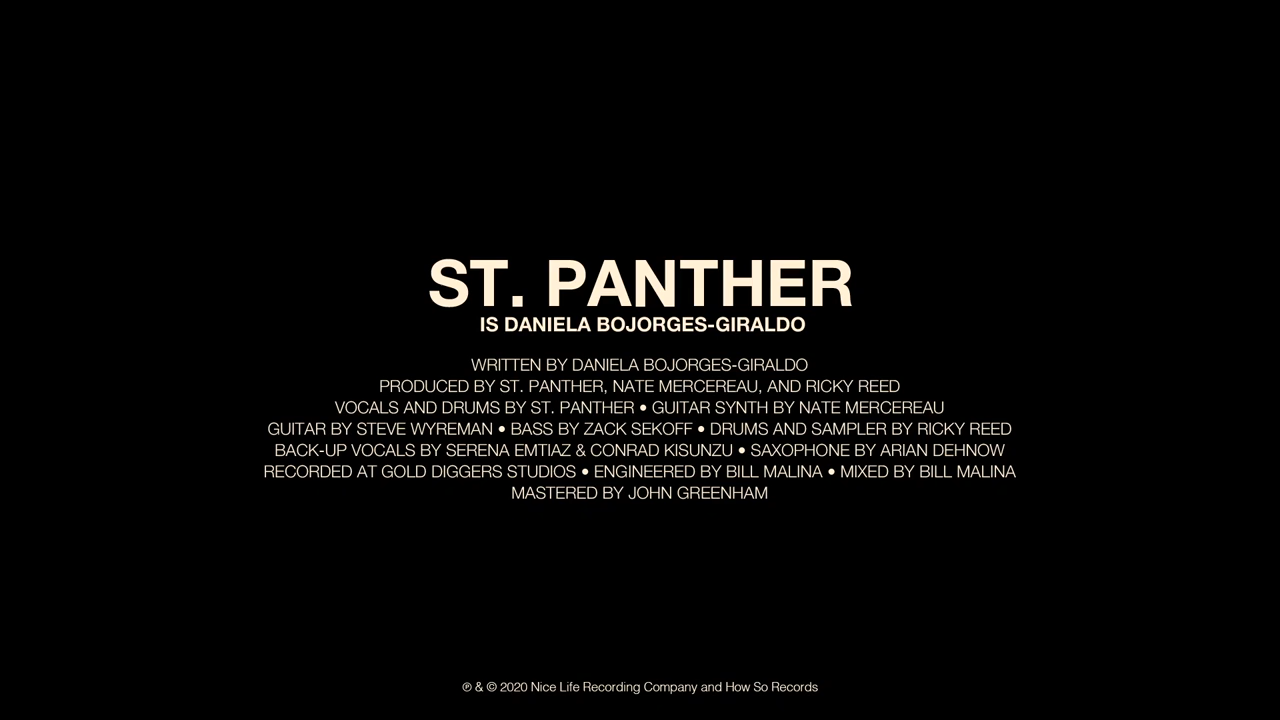 ST. PANTHER
IS DANIELA BOJORGES-GIRALDO
WRITTEN BY DANIELA BOJORGES-GIRALDO
PRODUCED BY ST. PANTHER, NATE MERCEREAU, AND RICKY REED
VOCALS AND DRUMS BY ST. PANTHER • GUITAR SYNTH BY NATE MERCEREAU
GUITAR BY STEVE WYREMAN • BASS BY ZACK SEKOFF • DRUMS AND SAMPLER BY RICKY REED
BACK-UP VOCALS BY SERENA EMTIAZ & CONRAD KISUNZU • SAXOPHONE BY ARIAN DEHNOW
RECORDED AT GOLD DIGGERS STUDIOS • ENGINEERED BY BILL MALINA • MIXED BY BILL MALINA
MASTERED BY JOHN GREENHAM
℗ & © 2020 Nice Life Recording Company and How So Records